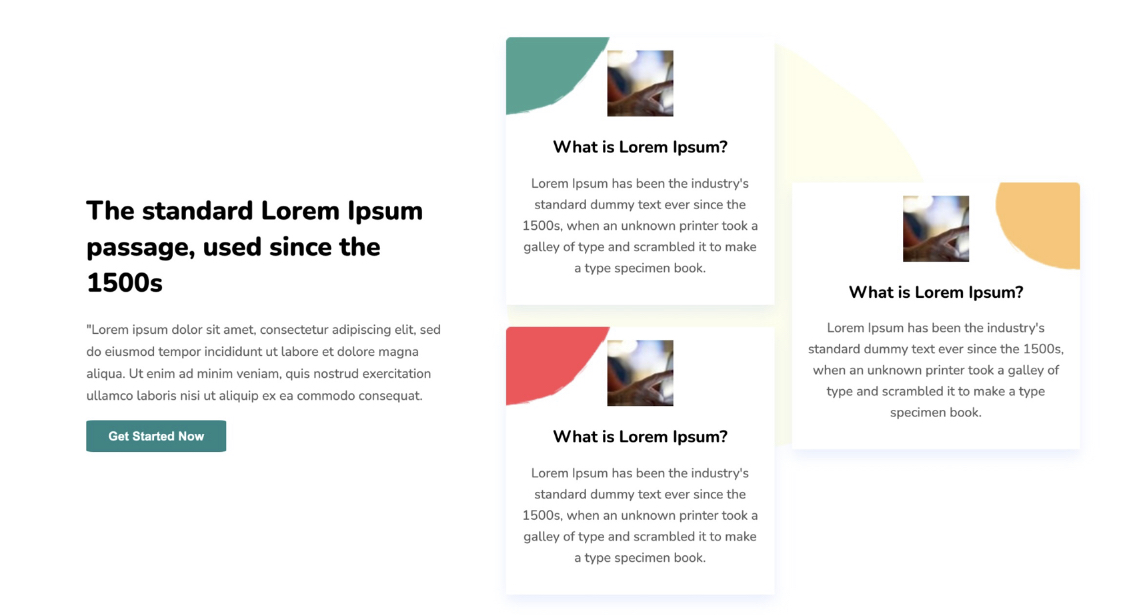 The standard Lorem Ipsum
passage, used since the
1500s
"Lorem ipsum dolor sit amet, consectetur adipiscing elit, sed
do eiusmod tempor incididunt ut labore et dolore magna
aliqua. Ut enim ad minim veniam, quis nostrud exercitation
ullamco laboris nisi ut aliquip ex ea commodo consequat.
Get Started Now
What is Lorem Ipsum?
Lorem Ipsum has been the industry's
standard dummy text ever since the
1500s, when an unknown printer took a
galley of type and scrambled it to make
a type specimen book.
What is Lorem Ipsum?
Lorem Ipsum has been the industry's
standard dummy text ever since the
1500s, when an unknown printer took a
galley of type and scrambled it to make
a type specimen book.
What is Lorem Ipsum?
Lorem Ipsum has been the industry's
standard dummy text ever since the 1500s,
when an unknown printer took a galley of
type and scrambled it to make a type
specimen book.